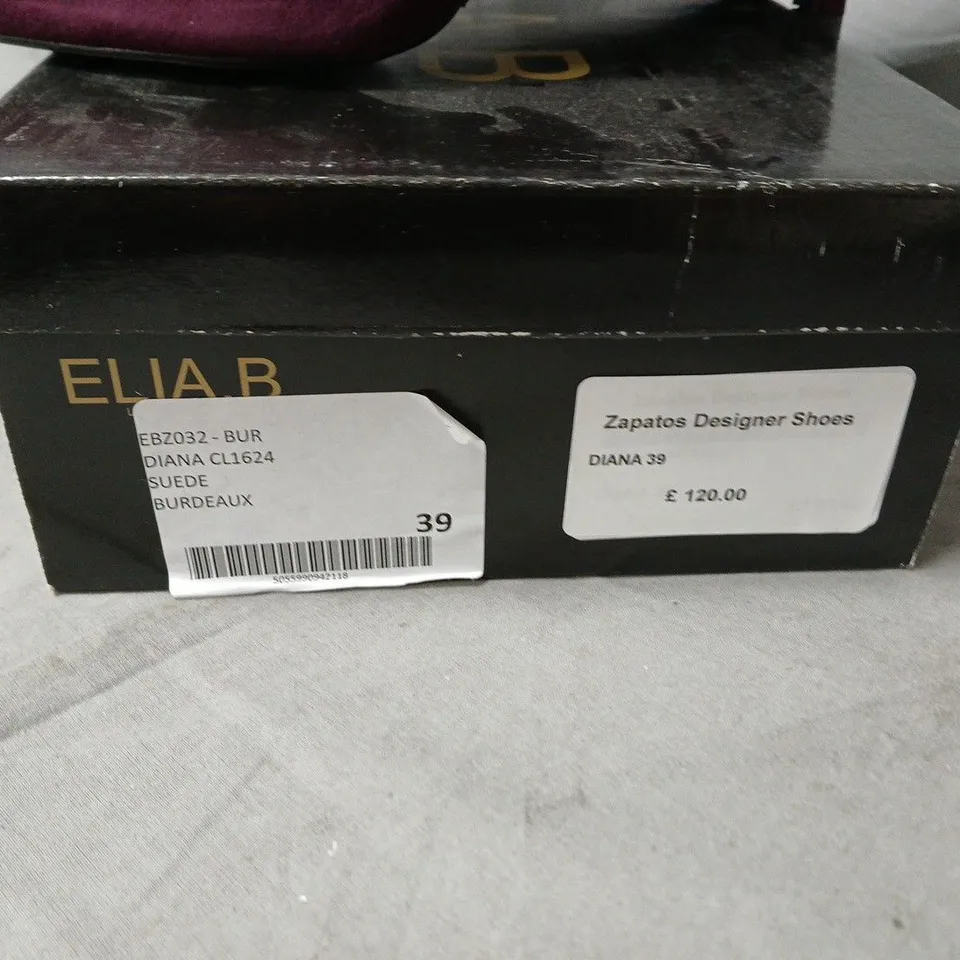 B
ELIA.B
EBZ032 - BUR
DIANA CL1624
SUEDE
BURDEAUX
39
5055990942118
Zapatos Designer Shoes
DIANA 39
£ 120.00